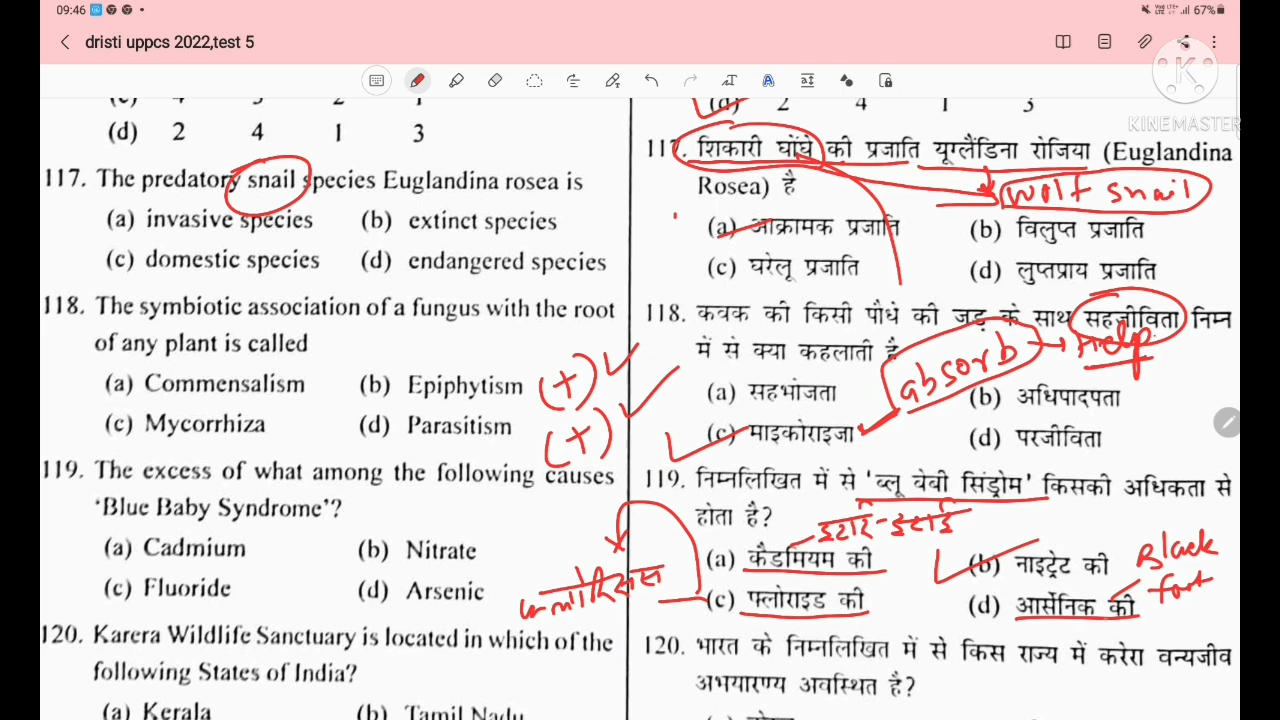 09:46
67%
dristi uppcs 2022,test 5
KINEMASTER
(c) 4 3 2 1
(d) 2 4 1 3
117. The predatory snail species Euglandina rosea is
(a) invasive species (b) extinct species
(c) domestic species (d) endangered species
118. The symbiotic association of a fungus with the root
of any plant is called
(a) Commensalism (b) Epiphytism
(c) Mycorrhiza (d) Parasitism
(+)
(+)
119. The excess of what among the following causes
‘Blue Baby Syndrome’?
(a) Cadmium (b) Nitrate
(c) Fluoride (d) Arsenic
120. Karera Wildlife Sanctuary is located in which of the
following States of India?
(a) Kerala (b) Tamil Nadu
(d) 2 4 1 3
117. शिकारी घोंघे की प्रजाति यूग्लैंडिना रोजिया (Euglandina
Rosea) है
wolf snail
(a) आक्रामक प्रजाति (b) विलुप्त प्रजाति
(c) घरेलू प्रजाति (d) लुप्तप्राय प्रजाति
118. कवक की किसी पौधे की जड़ के साथ सहजीविता निम्न
में से क्या कहलाती है
absorb Help
(a) सहभोजता (b) अधिपादपता
(c) माइकोराइजा (d) परजीविता
119. निम्नलिखित में से ‘ब्लू बेबी सिंड्रोम’ किसकी अधिकता से
होता है?
इटाई-इटाई
(a) कैडमियम की (b) नाइट्रेट की
Black
foot
(c) फ्लोराइड की (d) आर्सेनिक की
120. भारत के निम्नलिखित में से किस राज्य में करेरा वन्यजीव
अभयारण्य अवस्थित है?